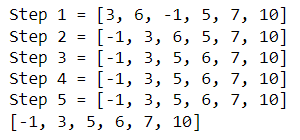 Step 1 = [3, 6, -1, 5, 7, 10]
Step 2 = [-1, 3, 6, 5, 7, 10]
Step 3 = [-1, 3, 5, 6, 7, 10]
Step 4 = [-1, 3, 5, 6, 7, 10]
Step 5 = [-1, 3, 5, 6, 7, 10]
[-1, 3, 5, 6, 7, 10]